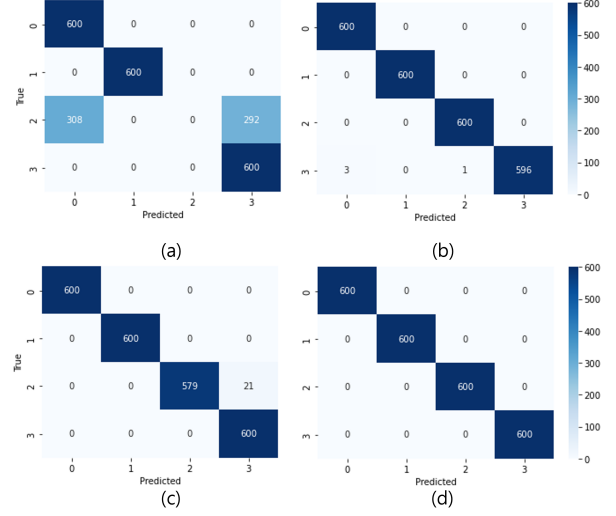 0 600 0 0 0
1 0 600 0 0
True
2 308 0 0 292
3 0 0 0 600
0 1 2 3
Predicted
(a)
0 600 0 0 0
1 0 600 0 0
2 0 0 600 0
3 3 0 1 596
0 1 2 3
Predicted
(b)
600
500
400
300
200
100
0
0 600 0 0 0
1 0 600 0 0
True
2 0 0 579 21
3 0 0 0 600
0 1 2 3
Predicted
(c)
0 600 0 0 0
1 0 600 0 0
2 0 0 600 0
3 0 0 0 600
0 1 2 3
Predicted
(d)
600
500
400
300
200
100
0